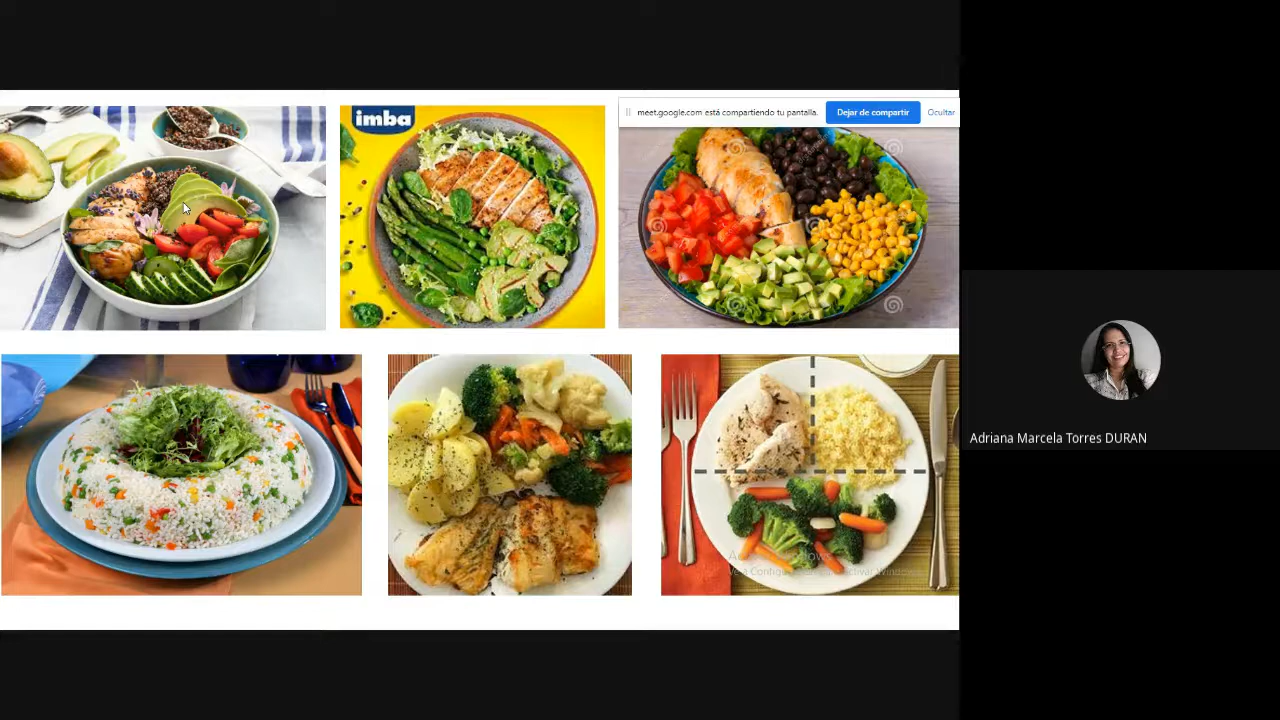 imba
meet.google.com está compartiendo tu pantalla.
Dejar de compartir
Ocultar
Adriana Marcela Torres DURAN